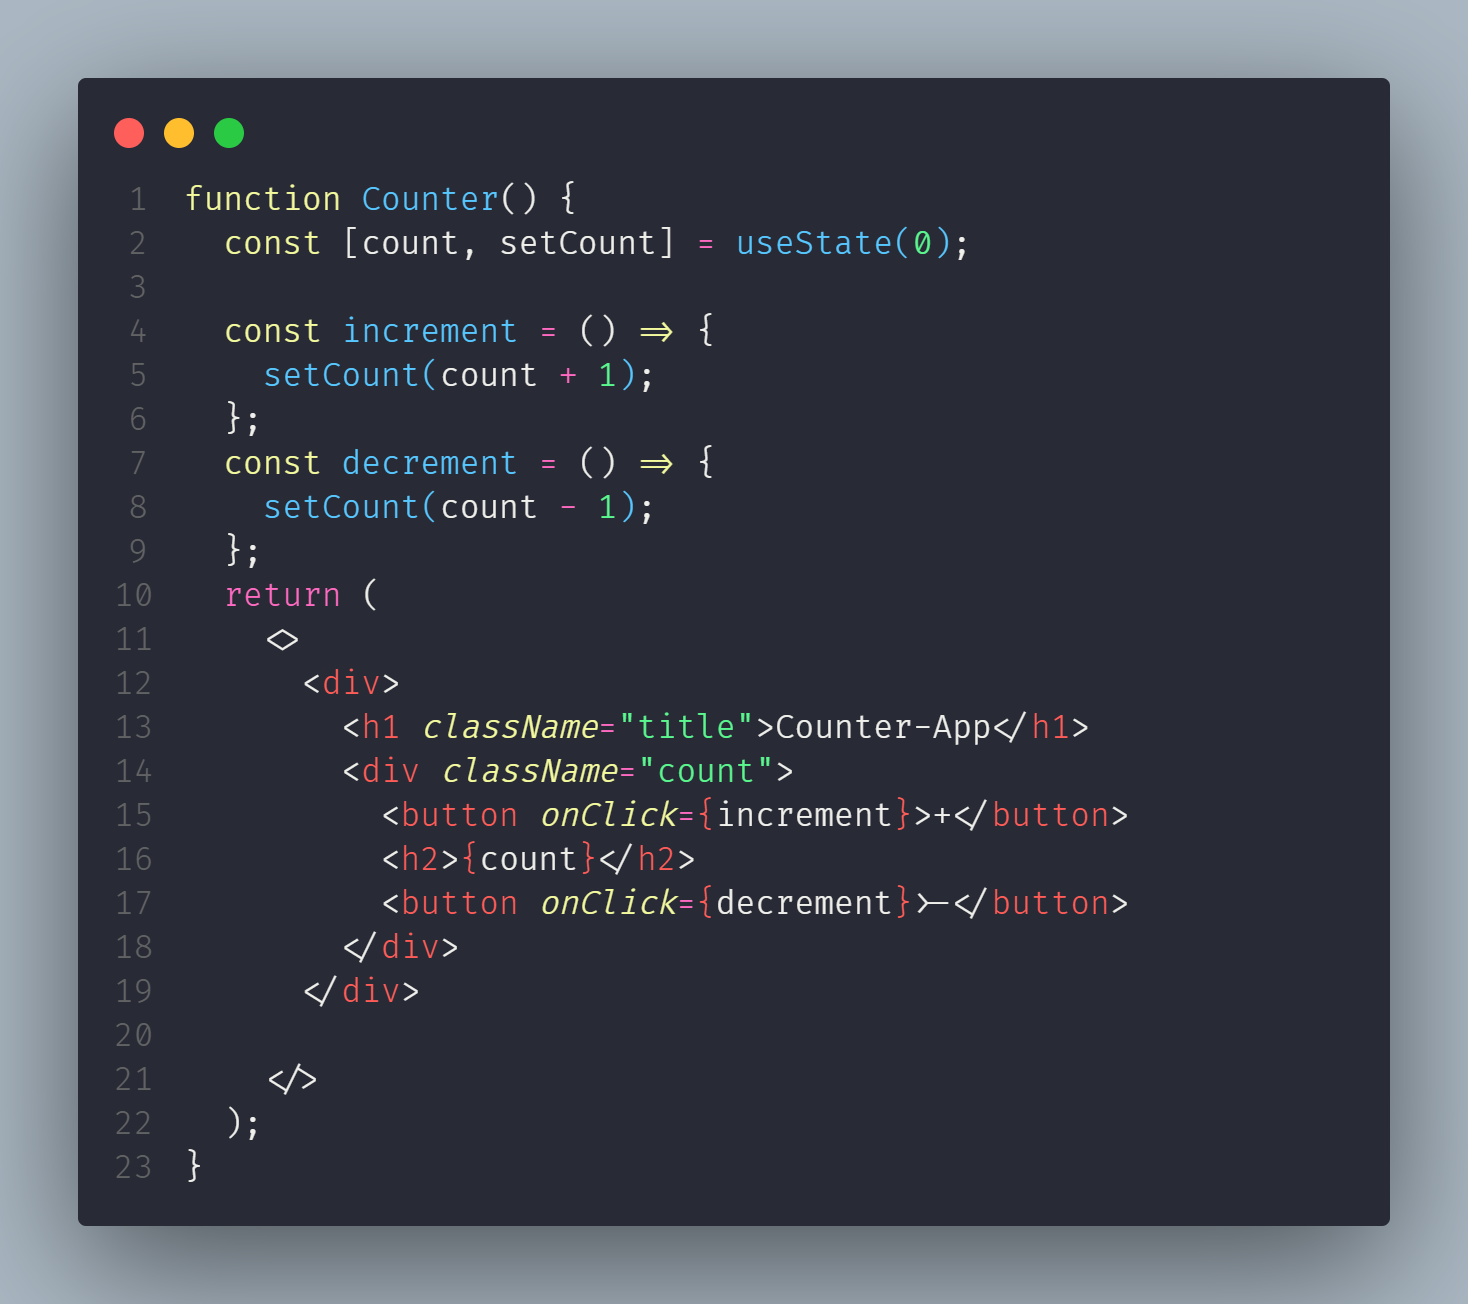 1 function Counter() {
2   const [count, setCount] = useState(0);
3
4   const increment = () => {
5     setCount(count + 1);
6   };
7   const decrement = () => {
8     setCount(count - 1);
9   };
10   return (
11     <>
12       <div>
13         <h1 className="title">Counter-App</h1>
14         <div className="count">
15           <button onClick={increment}>+</button>
16           <h2>{count}</h2>
17           <button onClick={decrement}>-</button>
18         </div>
19       </div>
20
21     </>
22   );
23 }